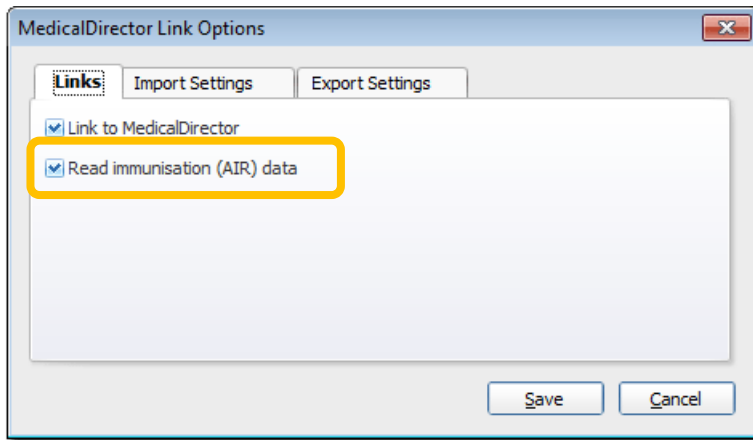 MedicalDirector Link Options
Links Import Settings Export Settings
Link to MedicalDirector
Read immunisation (AIR) data
Save Cancel